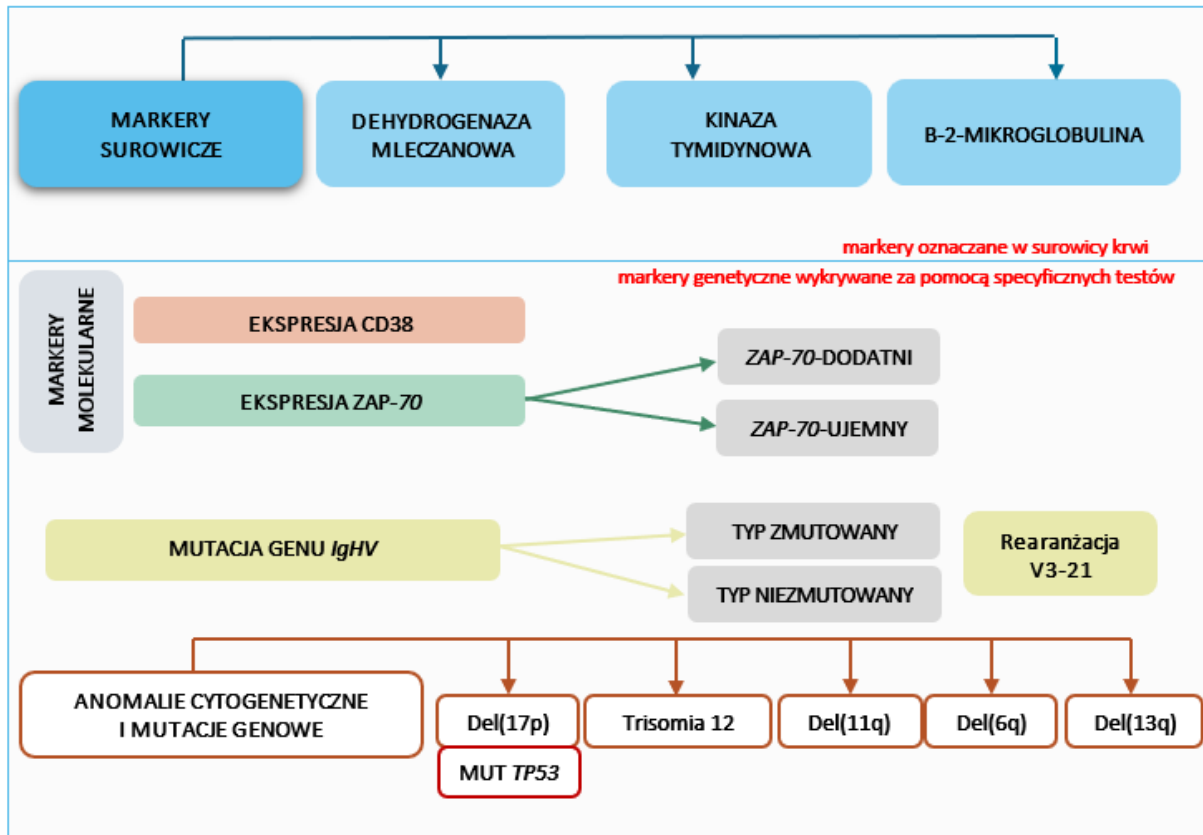 MARKERY
SUROWICZE
DEHYDROGENAZA
MLECZANOWA
KINAZA
TYMIDYNOWA
B-2-MIKROGLOBULINA
markery oznaczane w surowicy krwi
markery genetyczne wykrywane za pomocą specyficznych testów
MARKERY
MOLEKULARNE
EKSPRESJA CD38
EKSPRESJA ZAP-70
ZAP-70-DODATNI
ZAP-70-UJEMNY
MUTACJA GENU IgHV
TYP ZMUTOWANY
TYP NIEZMUTOWANY
Rearanżacja
V3-21
ANOMALIE CYTOGENETYCZNE
I MUTACJE GENOWE
Del(17p)
MUT TP53
Trisomia 12
Del(11q)
Del(6q)
Del(13q)